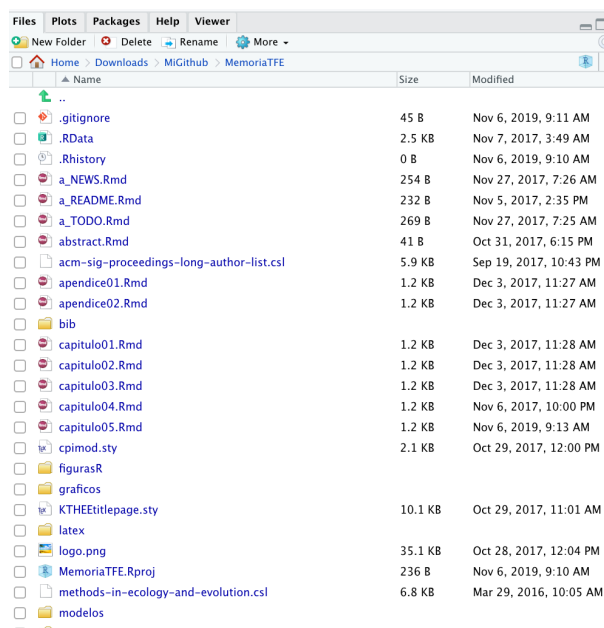 Files Plots Packages Help Viewer
New Folder Delete Rename More
Home Downloads MiGithub MemoriaTFE
Name Size Modified
..
.gitignore 45 B Nov 6, 2019, 9:11 AM
.RData 2.5 KB Nov 7, 2017, 3:49 AM
.Rhistory 0 B Nov 6, 2019, 9:10 AM
a_NEWS.Rmd 254 B Nov 27, 2017, 7:26 AM
a_README.Rmd 232 B Nov 5, 2017, 2:35 PM
a_TODO.Rmd 269 B Nov 27, 2017, 7:25 AM
abstract.Rmd 41 B Oct 31, 2017, 6:15 PM
acm-sig-proceedings-long-author-list.csl 5.9 KB Sep 19, 2017, 10:43 PM
apendice01.Rmd 1.2 KB Dec 3, 2017, 11:27 AM
apendice02.Rmd 1.2 KB Dec 3, 2017, 11:27 AM
bib
capitulo01.Rmd 1.2 KB Dec 3, 2017, 11:28 AM
capitulo02.Rmd 1.2 KB Dec 3, 2017, 11:28 AM
capitulo03.Rmd 1.2 KB Dec 3, 2017, 11:28 AM
capitulo04.Rmd 1.2 KB Nov 6, 2017, 10:00 PM
capitulo05.Rmd 1.2 KB Nov 6, 2019, 9:13 AM
cpimod.sty 2.1 KB Oct 29, 2017, 12:00 PM
figurasR
graficos
KTHEEtitlepage.sty 10.1 KB Oct 29, 2017, 11:01 AM
latex
logo.png 35.1 KB Oct 28, 2017, 12:04 PM
MemoriaTFE.Rproj 236 B Nov 6, 2019, 9:10 AM
methods-in-ecology-and-evolution.csl 6.8 KB Mar 29, 2016, 10:05 AM
modelos